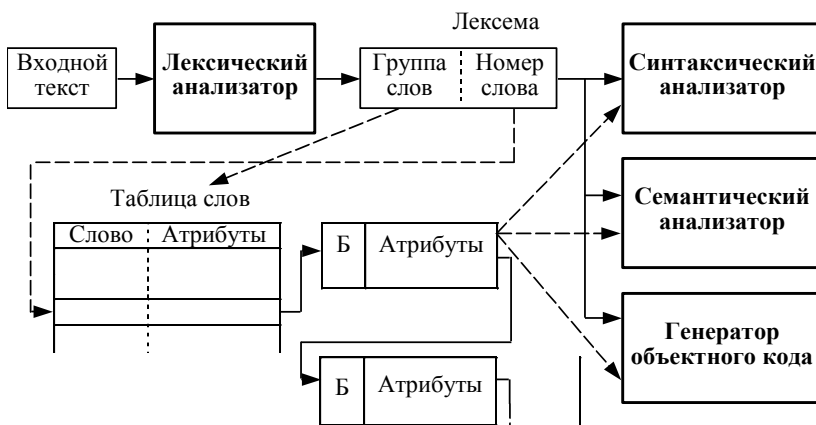 Лексема
Входной
текст
Лексический
анализатор
Группа
слов
Номер
слова
Синтаксический
анализатор
Таблица слов
Слово
Атрибуты
Б
Атрибуты
Семантический
анализатор
Генератор
объектного кода
Б
Атрибуты